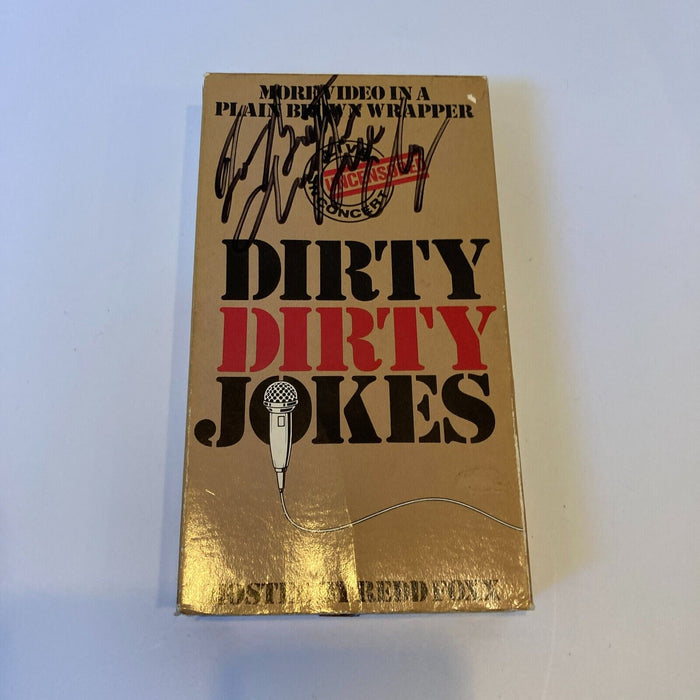 MORE VIDEO IN A
PLAIN BROWN WRAPPER
LIVE
UNCENSORED
IN CONCERT
DIRTY
DIRTY
JOKES
HOSTED BY REDD FOXX